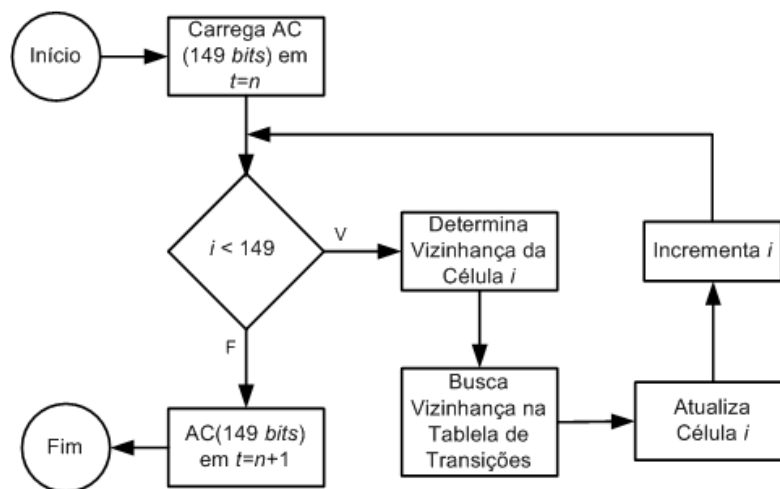 Início
Carrega AC
(149 bits) em
t=n
i < 149
V
Determina
Vizinhança da
Célula i
Incrementa i
F
Busca
Vizinhança na
Tablela de
Transições
Atualiza
Célula i
AC(149 bits)
em t=n+1
Fim